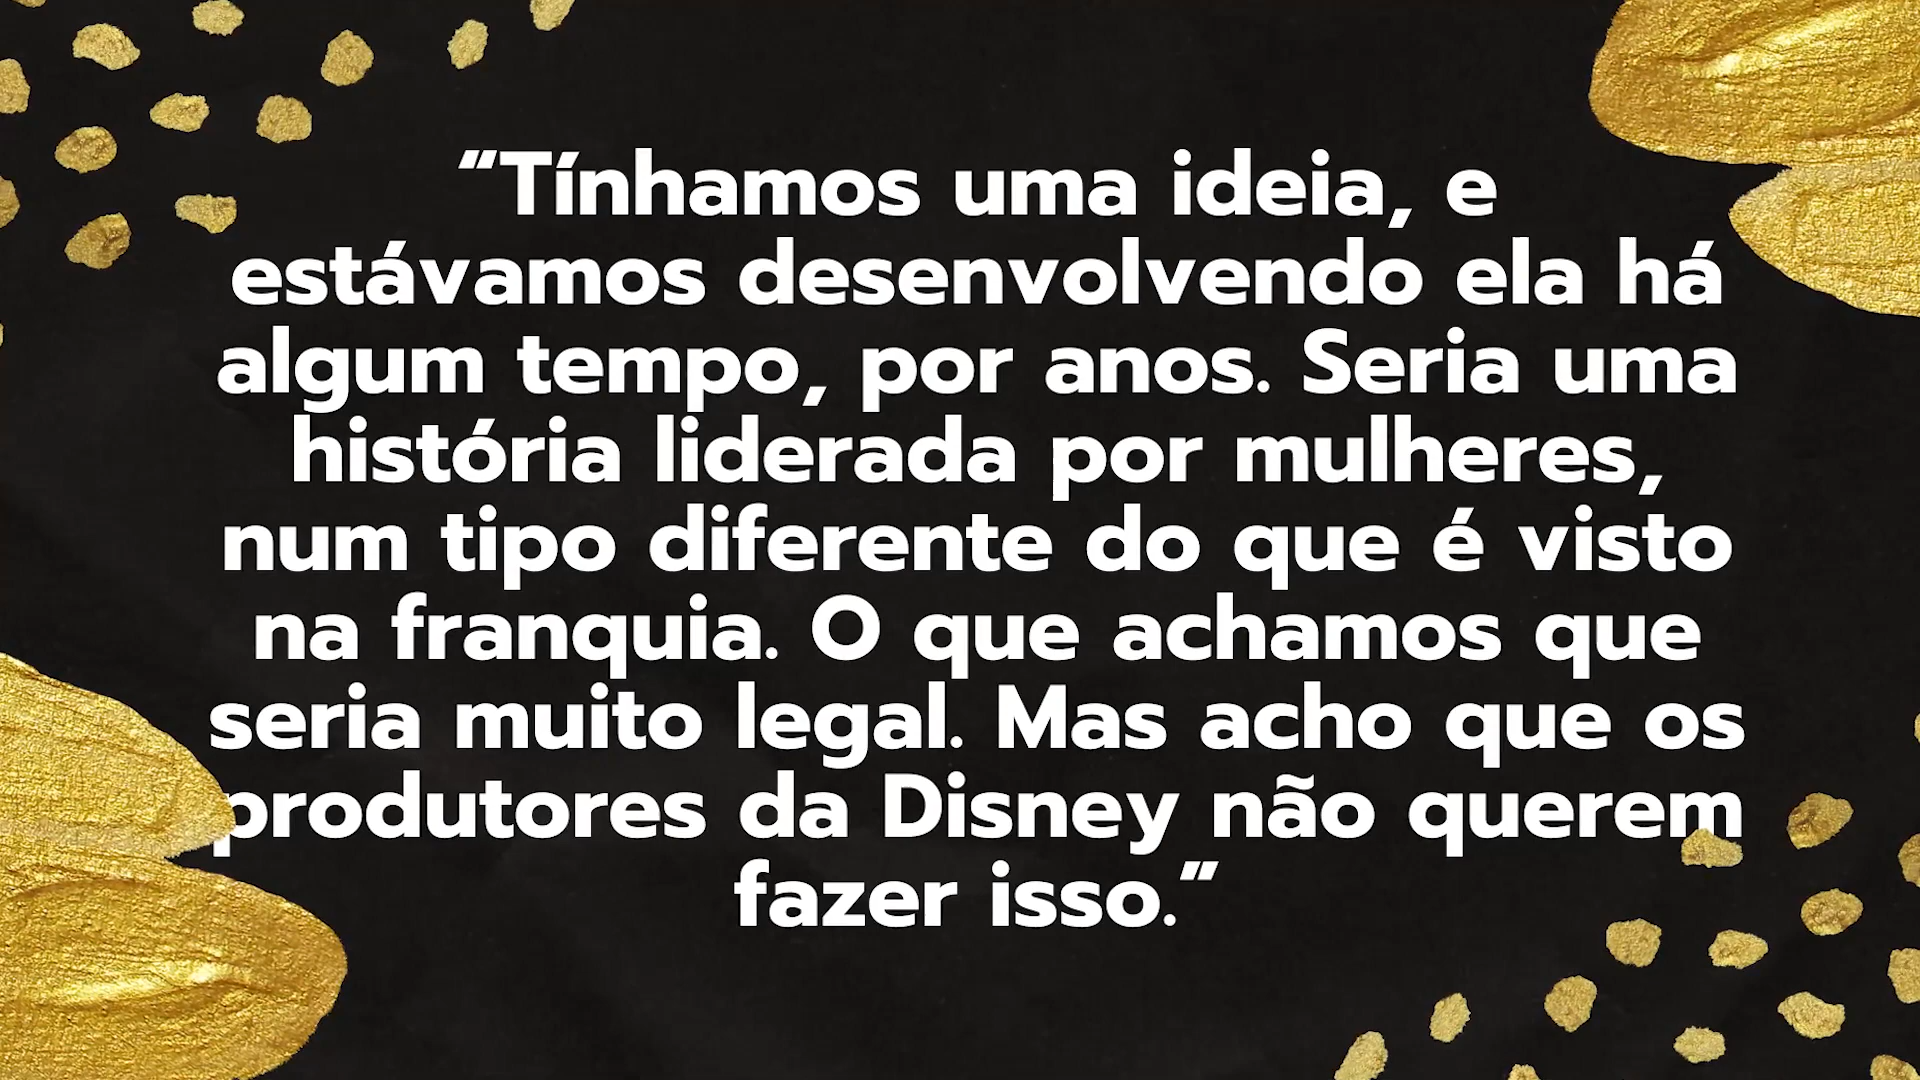 “Tínhamos uma ideia, e
estávamos desenvolvendo ela há
algum tempo, por anos. Seria uma
história liderada por mulheres,
num tipo diferente do que é visto
na franquia. O que achamos que
seria muito legal. Mas acho que os
produtores da Disney não querem
fazer isso.”